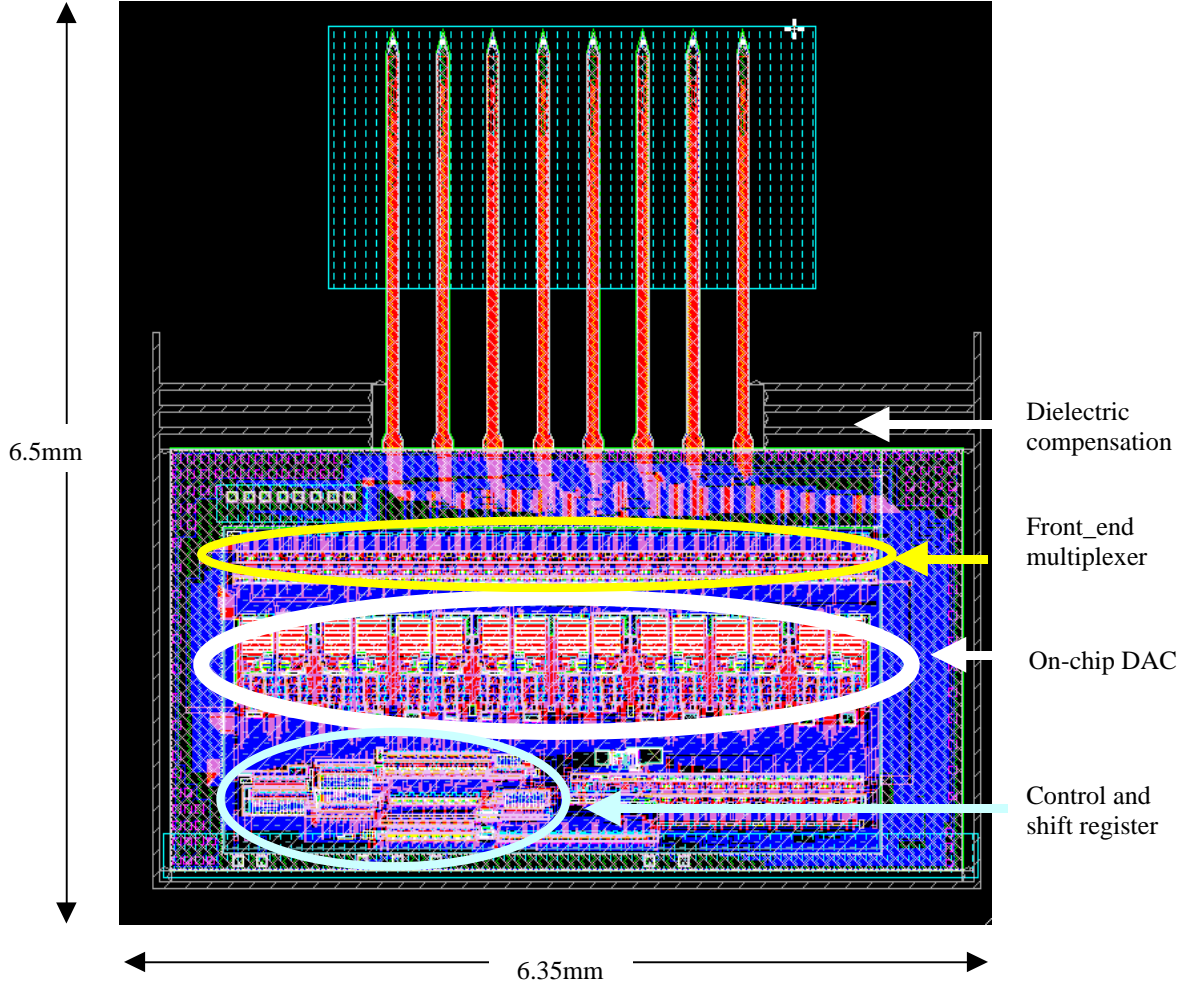 6.5mm
Dielectric
compensation
Front_end
multiplexer
On-chip DAC
Control and
shift register
6.35mm